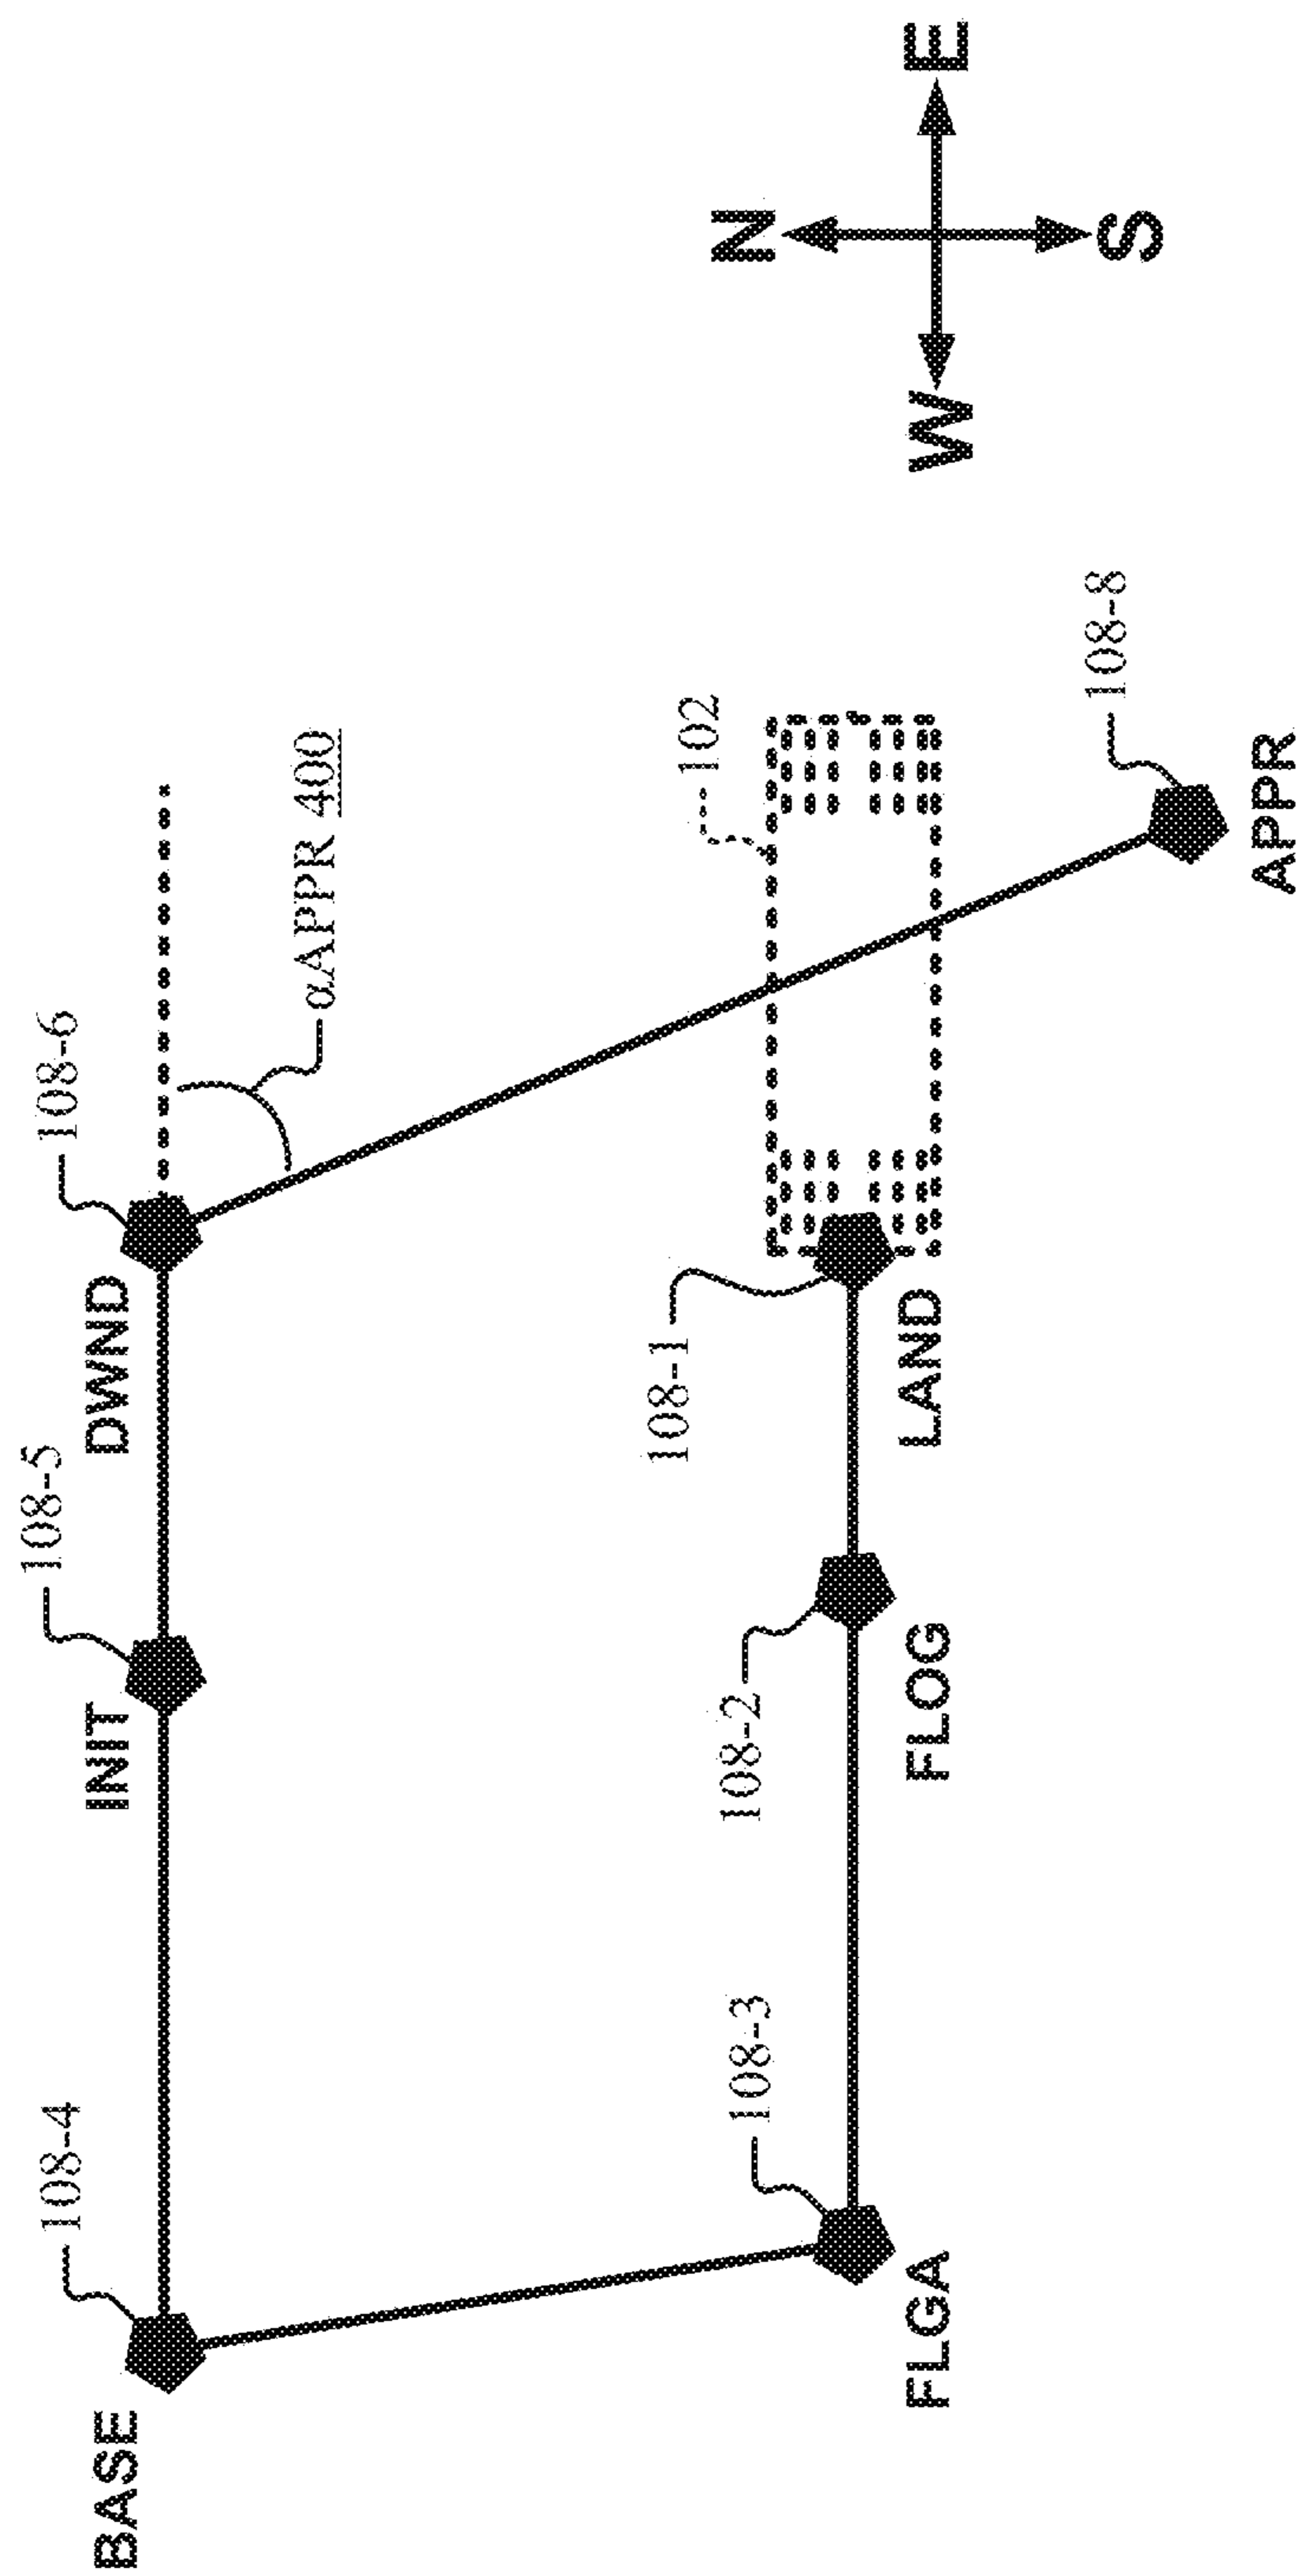 108-4
BASE
108-5
INIT
108-6
DWND
αAPPR 400
108-3
FLGA
108-2
FLOG
108-1
LAND
102
108-8
APPR
N
W
E
S